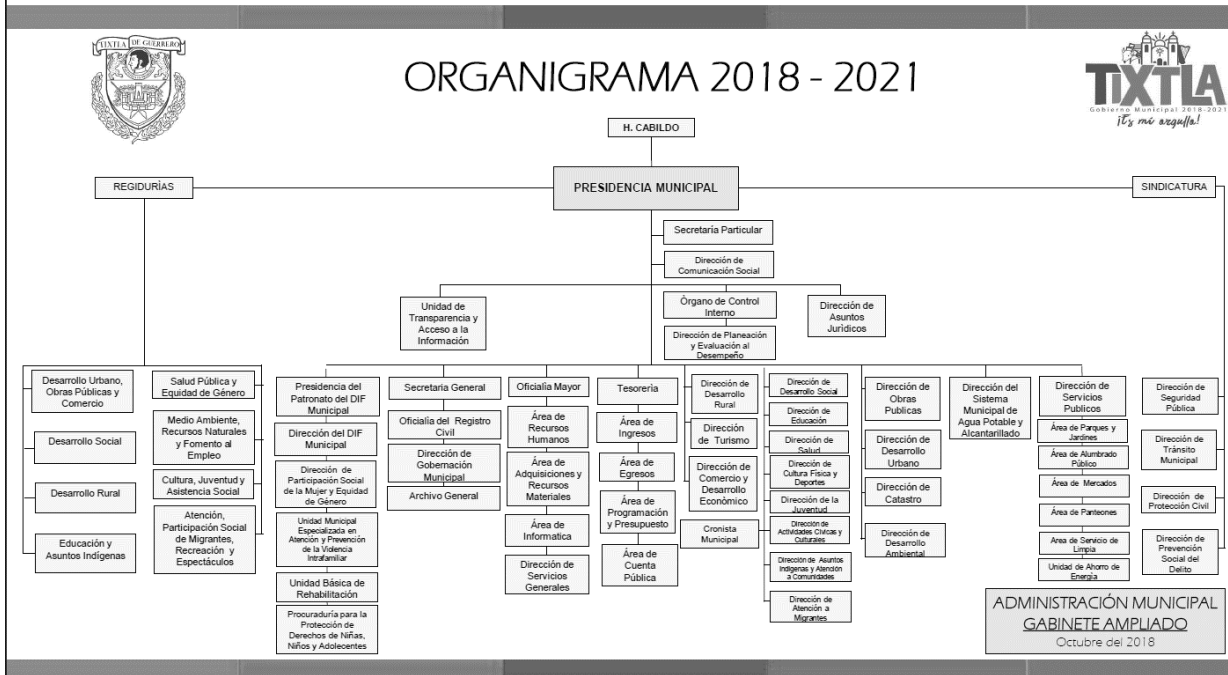 TIXTLA DE GUERRERO
ORGANIGRAMA 2018 - 2021
TIXTLA
Gobierno Municipal 2018-2021
¡Es mi orgullo!
H. CABILDO
REGIDURÍAS
PRESIDENCIA MUNICIPAL
SINDICATURA
Secretaría Particular
Dirección de
Comunicación Social
Unidad de
Transparencia y
Acceso a la
Información
Órgano de Control
Interno
Dirección de
Asuntos
Jurídicos
Dirección de Planeación
y Evaluación al
Desempeño
Desarrollo Urbano,
Obras Públicas y
Comercio
Desarrollo Social
Desarrollo Rural
Educación y
Asuntos Indígenas
Salud Pública y
Equidad de Género
Medio Ambiente,
Recursos Naturales
y Fomento al
Empleo
Cultura, Juventud y
Asistencia Social
Atención,
Participación Social
de Migrantes,
Recreación y
Espectáculos
Presidencia del
Patronato del DIF
Municipal
Dirección del DIF
Municipal
Dirección de
Participación Social
de la Mujer y Equidad
de Género
Unidad Municipal
Especializada en
Atención y Prevención
de la Violencia
Intrafamiliar
Unidad Básica de
Rehabilitación
Procuraduría para la
Protección de
Derechos de Niñas,
Niños y Adolecentes
Secretaria General
Oficialia del Registro
Civil
Dirección de
Gobernación
Municipal
Archivo General
Oficialía Mayor
Área de
Recursos
Humanos
Área de
Adquisiciones y
Recursos
Materiales
Área de
Informatica
Dirección de
Servicios
Generales
Tesorería
Área de
Ingresos
Área de
Egresos
Área de
Programación
y Presupuesto
Área de
Cuenta
Pública
Dirección de
Desarrollo
Rural
Dirección
de Turismo
Dirección de
Comercio y
Desarrollo
Económico
Cronista
Municipal
Dirección de
Desarrollo Social
Dirección de
Educación
Dirección de
Salud
Dirección de
Cultura Física y
Deportes
Dirección de la
Juventud
Dirección de
Actividades Cívicas y
Culturales
Dirección de Asuntos
Indígenas y Atención
a Comunidades
Dirección de
Atención a
Migrantes
Dirección de
Obras
Publicas
Dirección de
Desarrollo
Urbano
Dirección de
Catastro
Dirección de
Desarrollo
Ambiental
Dirección del
Sistema
Municipal de
Agua Potable y
Alcantarillado
Dirección de
Servicios
Publicos
Área de Parques y
Jardines
Área de Alumbrado
Público
Área de Mercados
Área de Panteones
Area de Servicio de
Limpia
Unidad de Ahorro de
Energía
Dirección de
Seguridad
Pública
Dirección de
Tránsito
Municipal
Dirección de
Protección Civil
Dirección de
Prevención
Social del
Delito
ADMINISTRACIÓN MUNICIPAL
GABINETE AMPLIADO
Octubre del 2018